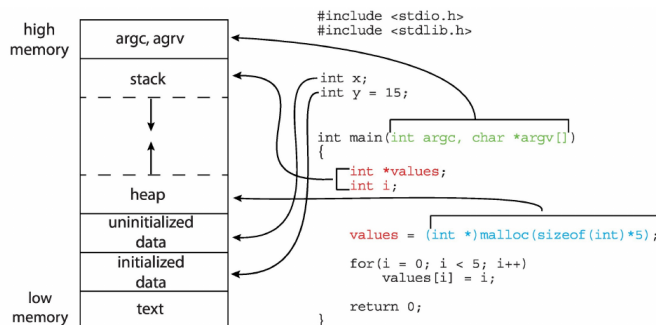 high
memory
argc, agrv
stack
heap
uninitialized
data
initialized
data
low
memory
text
#include <stdio.h>
#include <stdlib.h>
int x;
int y = 15;
int main(int argc, char *argv[])
{
int *values;
int i;
values = (int *)malloc(sizeof(int)*5);
for(i = 0; i < 5; i++)
values[i] = i;
return 0;
}